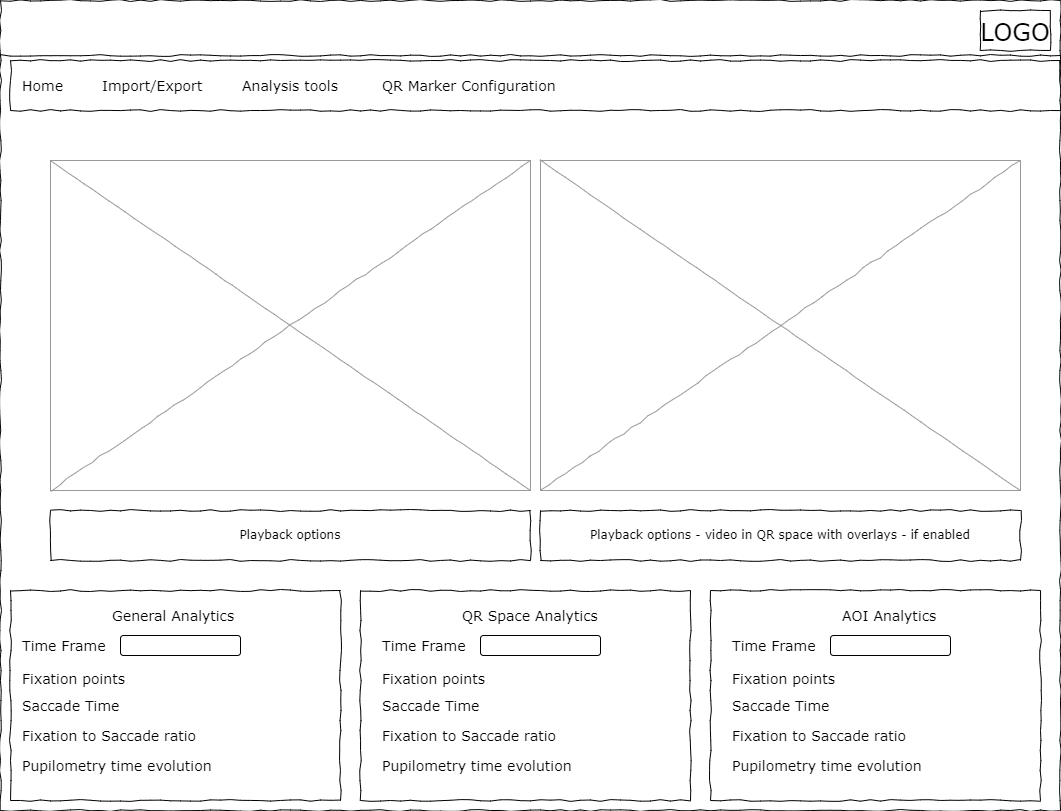 LOGO
Home Import/Export Analysis tools QR Marker Configuration
Playback options
Playback options - video in QR space with overlays - if enabled
General Analytics
Time Frame
Fixation points
Saccade Time
Fixation to Saccade ratio
Pupilometry time evolution
QR Space Analytics
Time Frame
Fixation points
Saccade Time
Fixation to Saccade ratio
Pupilometry time evolution
AOI Analytics
Time Frame
Fixation points
Saccade Time
Fixation to Saccade ratio
Pupilometry time evolution